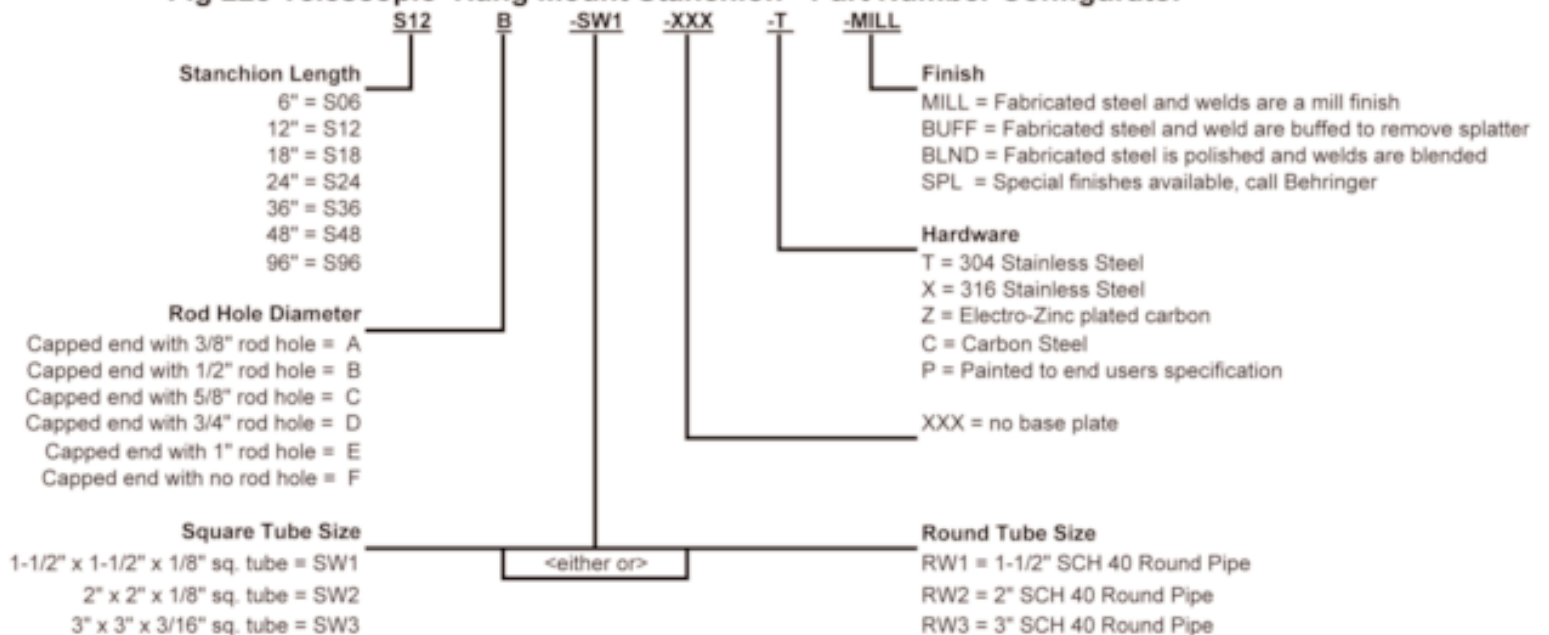 S12 B -SW1 -XXX -T -MILL
Stanchion Length
6" = S06
12" = S12
18" = S18
24" = S24
36" = S36
48" = S48
96" = S96
Rod Hole Diameter
Capped end with 3/8" rod hole = A
Capped end with 1/2" rod hole = B
Capped end with 5/8" rod hole = C
Capped end with 3/4" rod hole = D
Capped end with 1" rod hole = E
Capped end with no rod hole = F
Square Tube Size
1-1/2" x 1-1/2" x 1/8" sq. tube = SW1
2" x 2" x 1/8" sq. tube = SW2
3" x 3" x 3/16" sq. tube = SW3
<either or>
Finish
MILL = Fabricated steel and welds are a mill finish
BUFF = Fabricated steel and weld are buffed to remove splatter
BLND = Fabricated steel is polished and welds are blended
SPL = Special finishes available, call Behringer
Hardware
T = 304 Stainless Steel
X = 316 Stainless Steel
Z = Electro-Zinc plated carbon
C = Carbon Steel
P = Painted to end users specification
XXX = no base plate
Round Tube Size
RW1 = 1-1/2" SCH 40 Round Pipe
RW2 = 2" SCH 40 Round Pipe
RW3 = 3" SCH 40 Round Pipe